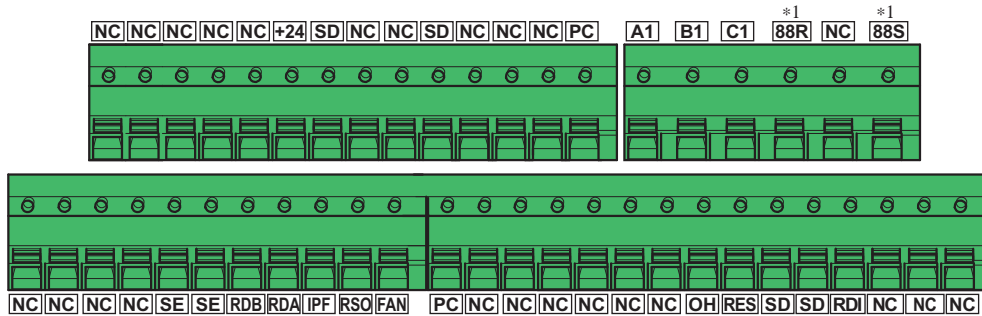 *1 *1
NC NC NC NC NC +24 SD NC NC SD NC NC NC PC A1 B1 C1 88R NC 88S
NC NC NC NC SE SE RDB RDA IPF RSO FAN PC NC NC NC NC NC NC OH RES SD SD RDI NC NC NC